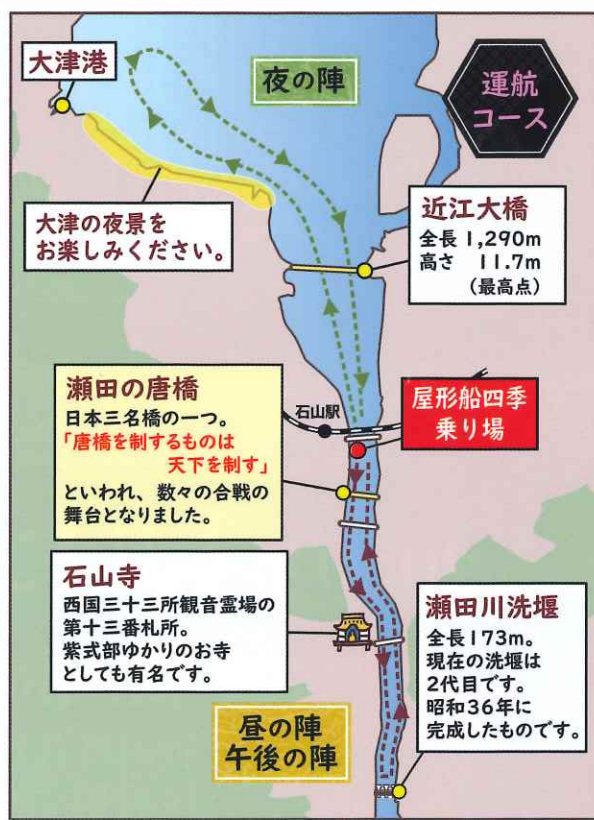 大津港
夜の陣
運航
コース
大津の夜景を
お楽しみください。
近江大橋
全長 1,290m
高さ 11.7m
(最高点)
瀬田の唐橋
日本三名橋の一つ。
「唐橋を制するものは
天下を制す」
といわれ、数々の合戦の
舞台となりました。
石山駅
屋形船四季
乗り場
石山寺
西国三十三所観音霊場の
第十三番札所。
紫式部ゆかりのお寺
としても有名です。
瀬田川洗堰
全長173m。
現在の洗堰は
2代目です。
昭和36年に
完成したものです。
昼の陣
午後の陣